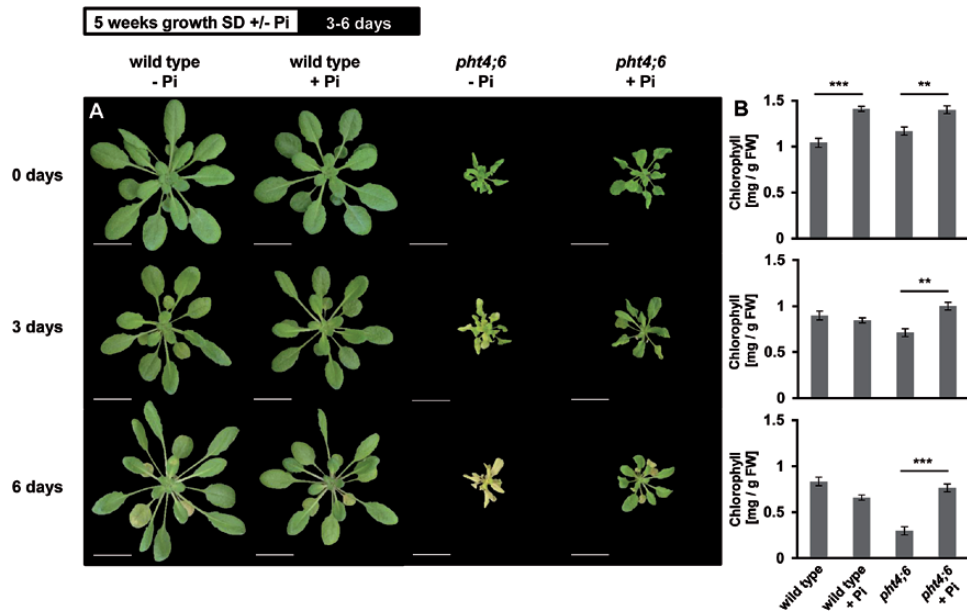 5 weeks growth SD +/- Pi 3-6 days
wild type
- Pi
wild type
+ Pi
pht4;6
- Pi
pht4;6
+ Pi
A
0 days
3 days
6 days
B
Chlorophyll
[mg / g FW]
1.5
1
0.5
0
***
**
Chlorophyll
[mg / g FW]
1.5
1
0.5
0
**
Chlorophyll
[mg / g FW]
1
0.5
0
***
wild type
wild type
+ Pi
pht4;6
pht4;6
+ Pi